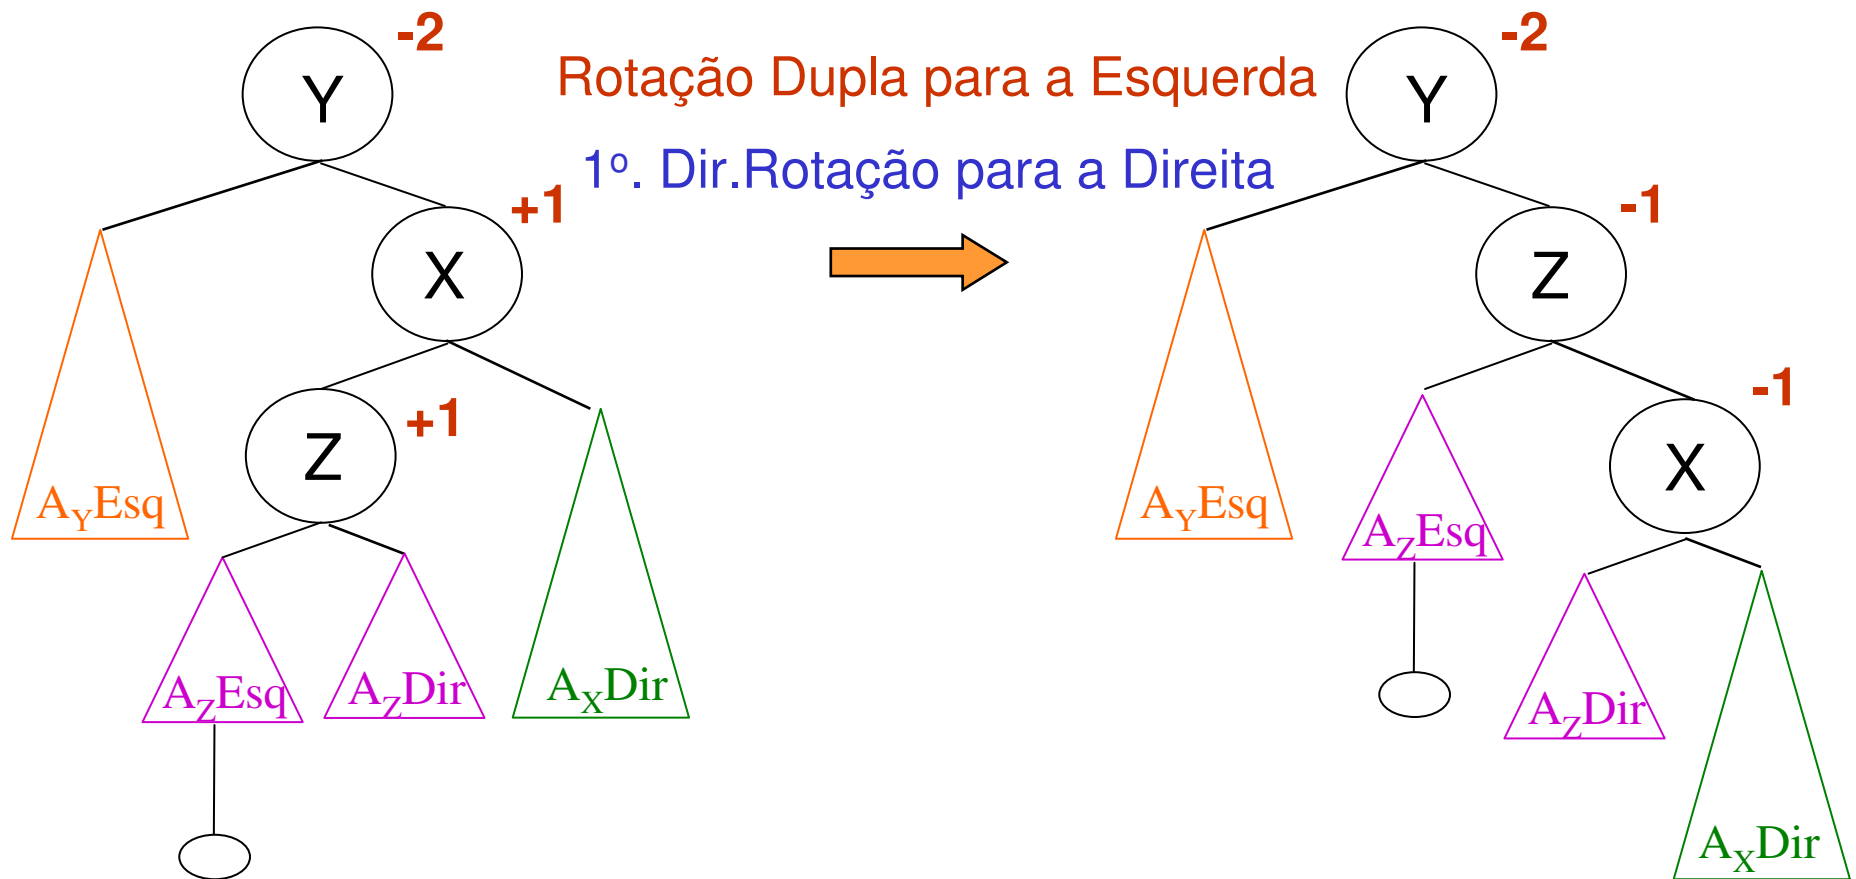 Y
-2
Rotação Dupla para a Esquerda
1º. Dir.Rotação para a Direita
X
+1
Z
+1
AYEsq
AZEsq
AZDir
AXDir
Y
-2
Z
-1
X
-1
AYEsq
AZEsq
AZDir
AXDir